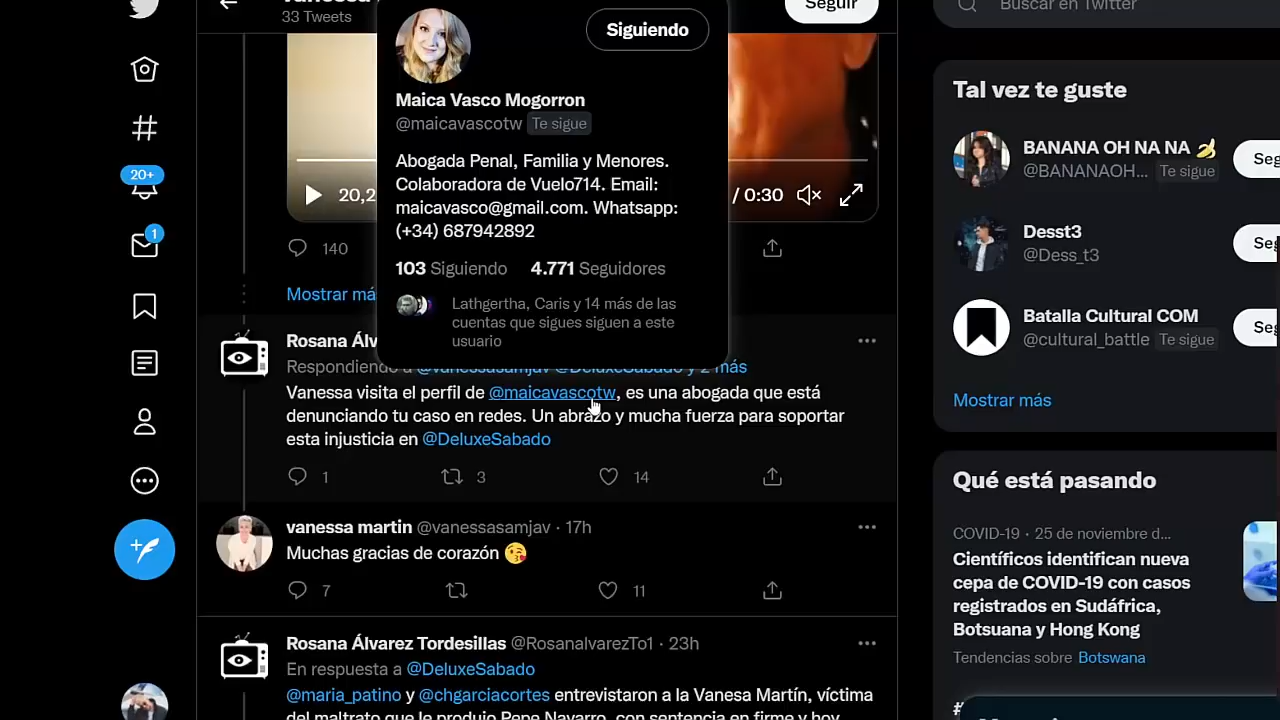 33 Tweets
Seguir
Buscar en Twitter
Siguiendo
Maica Vasco Mogorron
@maicavascotw Te sigue
Abogada Penal, Familia y Menores.
Colaboradora de Vuelo714. Email:
maicavasco@gmail.com. Whatsapp:
(+34) 687942892
103 Siguiendo 4.771 Seguidores
Lathgertha, Caris y 14 más de las
cuentas que sigues siguen a este
usuario
20,2
/ 0:30
140
Mostrar má
20+
1
Rosana Álv
Respondiendo a @vanessasamjav @DeluxeSabado y 2 más
Vanessa visita el perfil de @maicavascotw, es una abogada que está
denunciando tu caso en redes. Un abrazo y mucha fuerza para soportar
esta injusticia en @DeluxeSabado
1 3 14
vanessa martin @vanessasamjav · 17h
Muchas gracias de corazón 😘
7 11
Rosana Álvarez Tordesillas @RosanalvarezTo1 · 23h
En respuesta a @DeluxeSabado
@maria_patino y @chgarciacortes entrevistaron a la Vanesa Martín, víctima
del maltrato que le produjo Pepe Navarro, con sentencia en firme y hoy
Tal vez te guste
BANANA OH NA NA 🍌
@BANANAOH... Te sigue
Seg
Desst3
@Dess_t3
Seg
Batalla Cultural COM
@cultural_battle Te sigue
Seg
Mostrar más
Qué está pasando
COVID-19 · 25 de noviembre d...
Científicos identifican nueva
cepa de COVID-19 con casos
registrados en Sudáfrica,
Botsuana y Hong Kong
Tendencias sobre Botswana
#